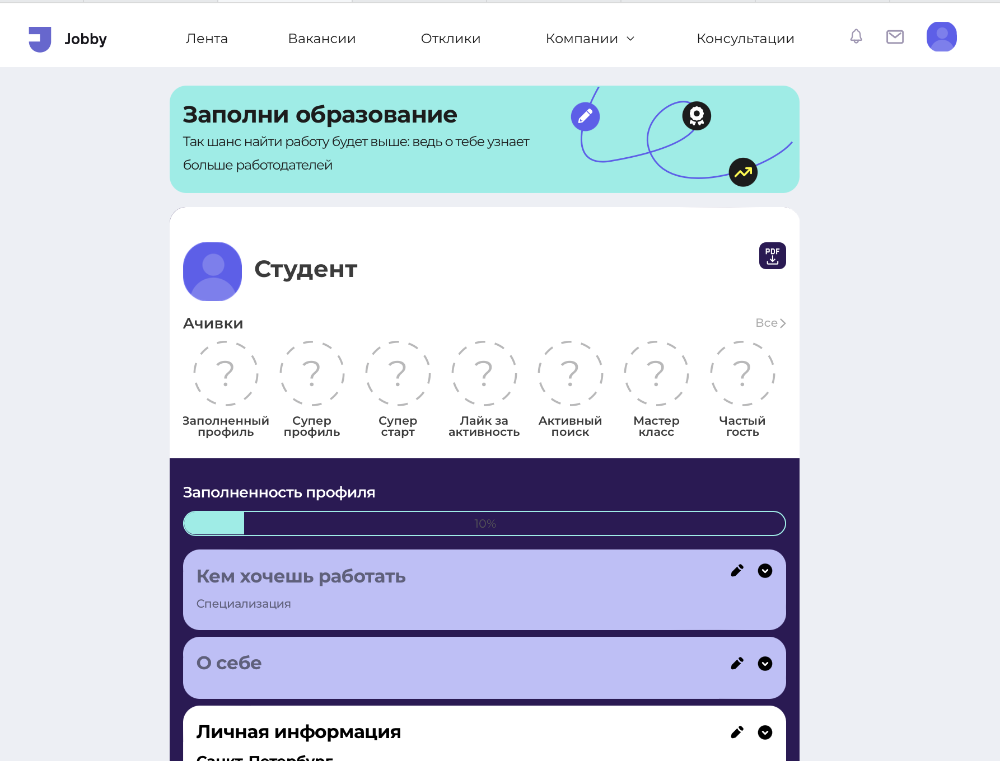 Jobby
Лента
Вакансии
Отклики
Компании
Консультации
Заполни образование
Так шанс найти работу будет выше: ведь о тебе узнает
больше работодателей
Студент
PDF
Ачивки
Все
?
?
?
?
?
?
?
Заполненный
профиль
Супер
профиль
Супер
старт
Лайк за
активность
Активный
поиск
Мастер
класс
Частый
гость
Заполненность профиля
10%
Кем хочешь работать
Специализация
О себе
Личная информация
Санкт-Петербург